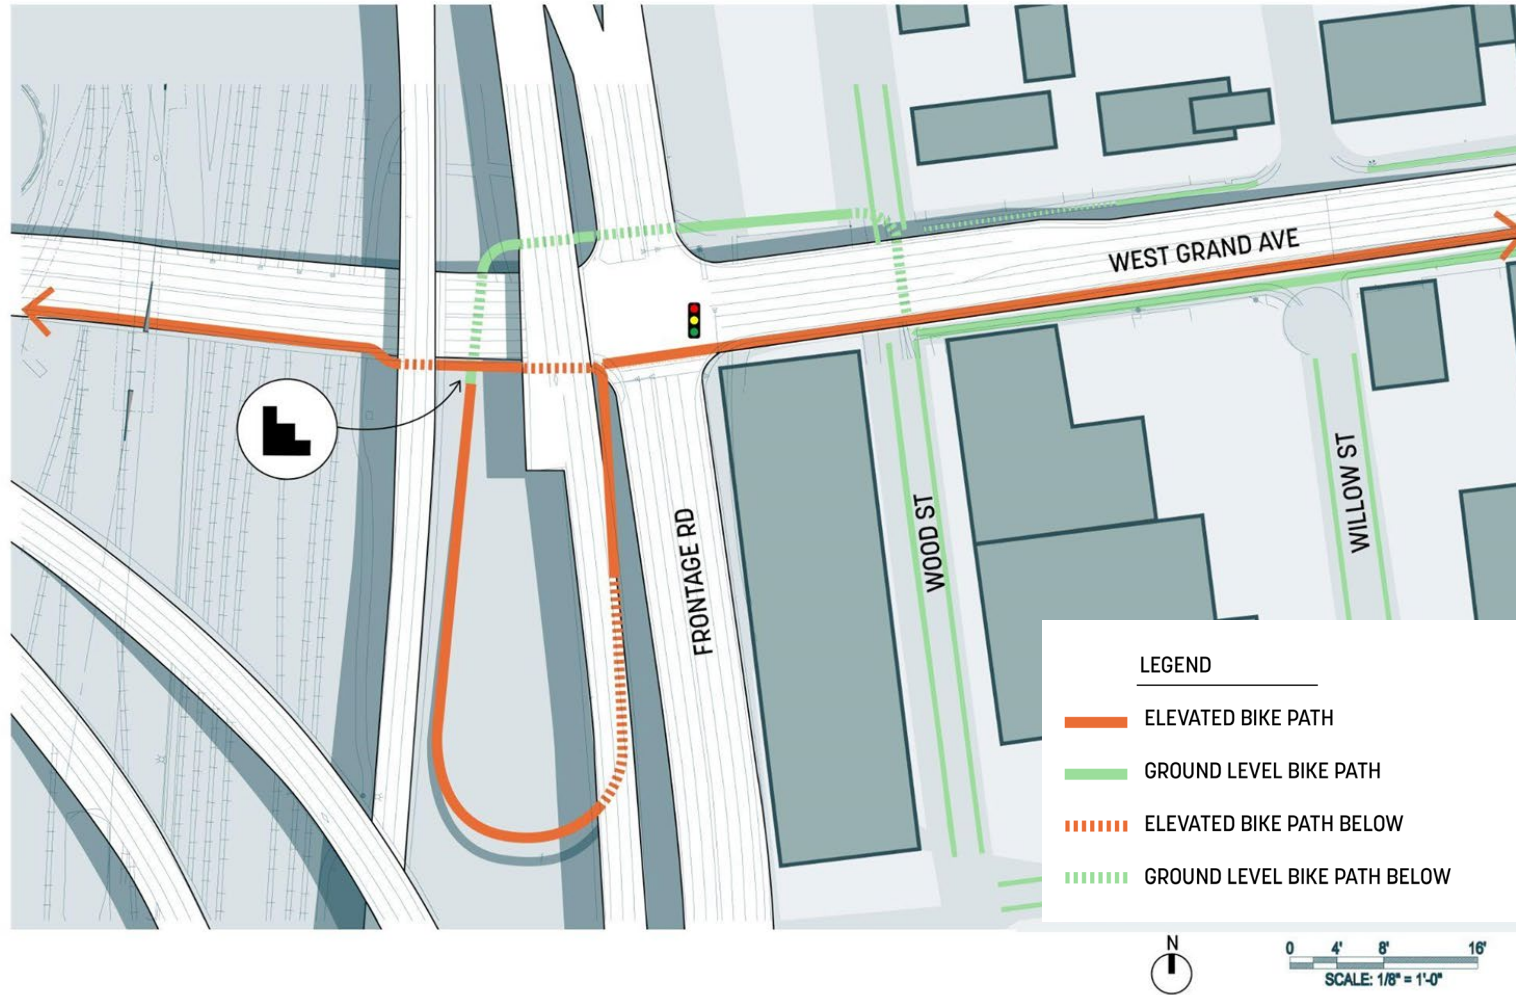 WEST GRAND AVE
FRONTAGE RD
WOOD ST
WILLOW ST
LEGEND
ELEVATED BIKE PATH
GROUND LEVEL BIKE PATH
ELEVATED BIKE PATH BELOW
GROUND LEVEL BIKE PATH BELOW
N
0 4' 8' 16'
SCALE: 1/8" = 1'-0"